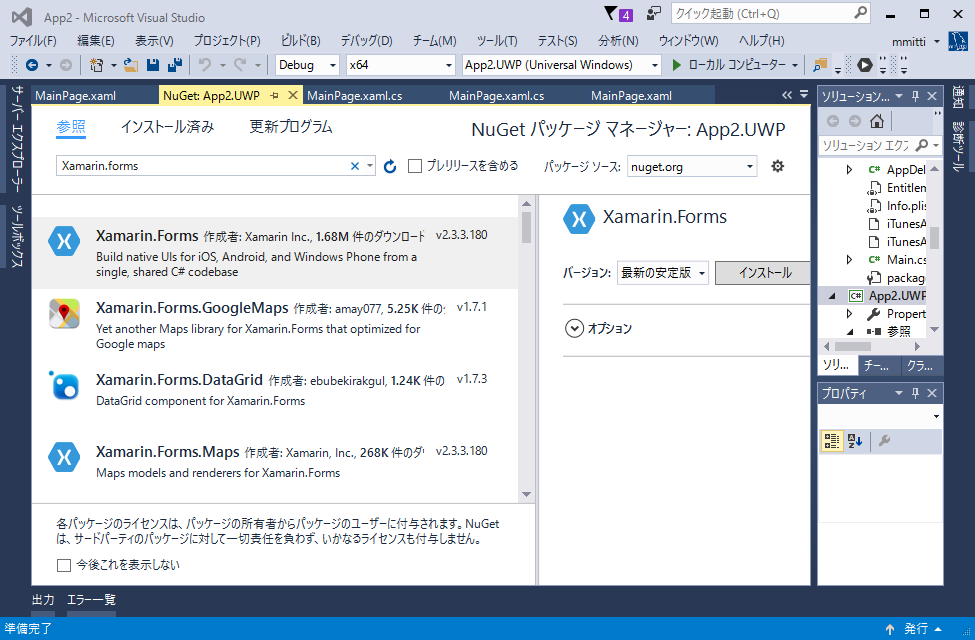 App2 - Microsoft Visual Studio
4
クイック起動 (Ctrl+Q)
ファイル(F) 編集(E) 表示(V) プロジェクト(P) ビルド(B) デバッグ(D) チーム(M) ツール(T) テスト(S) 分析(N) ウィンドウ(W) ヘルプ(H) mmitti
Debug x64 App2.UWP (Universal Windows) ローカル コンピューター
サーバー エクスプローラー
ツールボックス
MainPage.xaml NuGet: App2.UWP MainPage.xaml.cs MainPage.xaml.cs MainPage.xaml
参照 インストール済み 更新プログラム
NuGet パッケージ マネージャー: App2.UWP
Xamarin.forms プレリリースを含める パッケージ ソース: nuget.org
Xamarin.Forms 作成者: Xamarin Inc., 1.68M 件のダウンロード v2.3.3.180
Build native UIs for iOS, Android, and Windows Phone from a
single, shared C# codebase
Xamarin.Forms.GoogleMaps 作成者: amay077, 5.25K 件の v1.7.1
Yet another Maps library for Xamarin.Forms that optimized for
Google maps
Xamarin.Forms.DataGrid 作成者: ebubekirakgul, 1.24K 件の v1.7.3
DataGrid component for Xamarin.Forms
Xamarin.Forms.Maps 作成者: Xamarin, Inc., 268K 件のダ v2.3.3.180
Maps models and renderers for Xamarin.Forms
各パッケージのライセンスは、パッケージの所有者からパッケージのユーザーに付与されます。NuGet
は、サードパーティのパッケージに対して一切責任を負わず、いかなるライセンスも付与しません。
今後これを表示しない
Xamarin.Forms
バージョン: 最新の安定版 インストール
オプション
ソリューション...
ソリューション エクス
C# AppDel
Entitlen
Info.plis
iTunesA
iTunesA
C# Main.cs
package
C# App2.UWP
Propert
参照
ソリ... チー... クラ...
プロパティ
通知
診断ツール
出力 エラー一覧
準備完了 発行